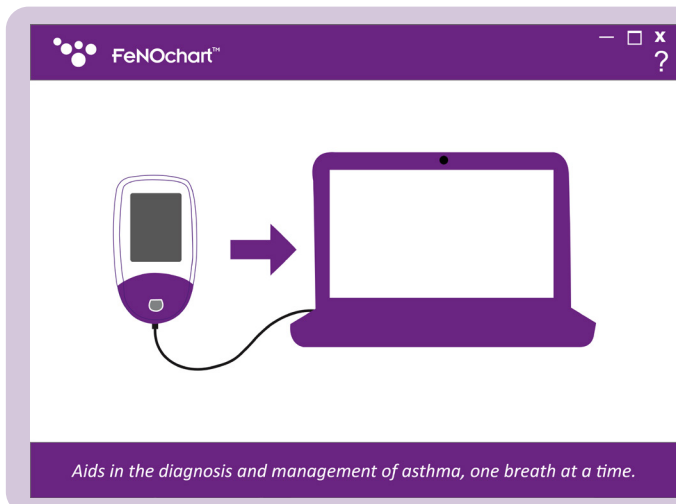 FeNOchart™
?
Aids in the diagnosis and management of asthma, one breath at a time.